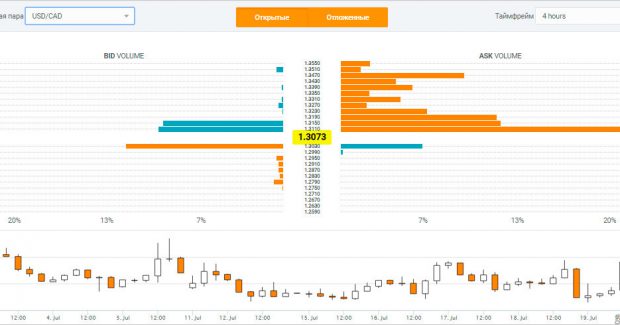 ая пара
USD/CAD
Открытые
Отложенные
Таймфрейм
4 hours
BID VOLUME
ASK VOLUME
1.3550
1.3510
1.3470
1.3430
1.3390
1.3350
1.3310
1.3270
1.3230
1.3190
1.3150
1.3110
1.3073
1.3030
1.2990
1.2950
1.2910
1.2870
1.2830
1.2790
1.2750
1.2710
1.2670
1.2630
1.2590
20%
13%
7%
7%
13%
20%
12:00
4. Jul
12:00
5. Jul
12:00
11. Jul
12:00
12. Jul
12:00
15. Jul
12:00
16. Jul
12:00
17. Jul
12:00
18. Jul
12:00
19. Jul
12:00